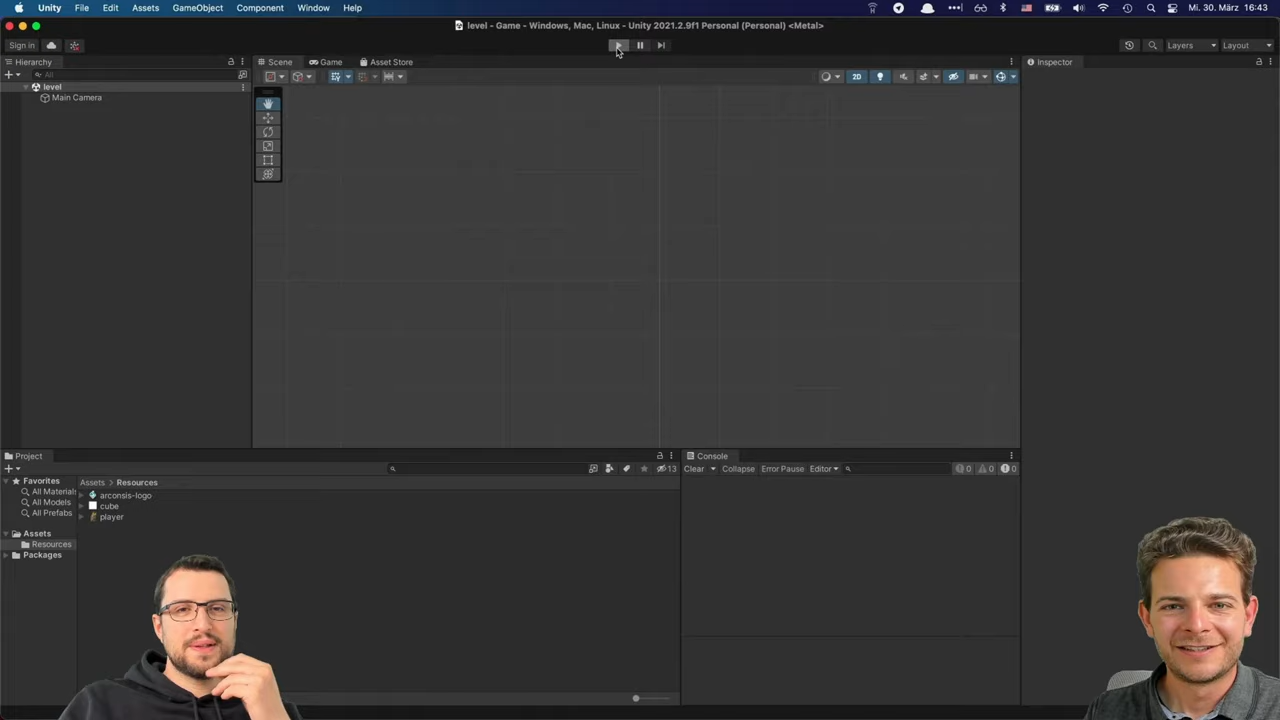 Unity File Edit Assets GameObject Component Window Help
Mi. 30. März 16:43
level - Game - Windows, Mac, Linux - Unity 2021.2.9f1 Personal (Personal) <Metal>
Sign in
Layers
Layout
Hierarchy
Scene
Game
Asset Store
Inspector
All
2D
level
Main Camera
Project
Console
13
Clear
Collapse
Error Pause
Editor
0
0
0
Favorites
All Materials
All Models
All Prefabs
Assets
Resources
Packages
Assets > Resources
arconsis-logo
cube
player